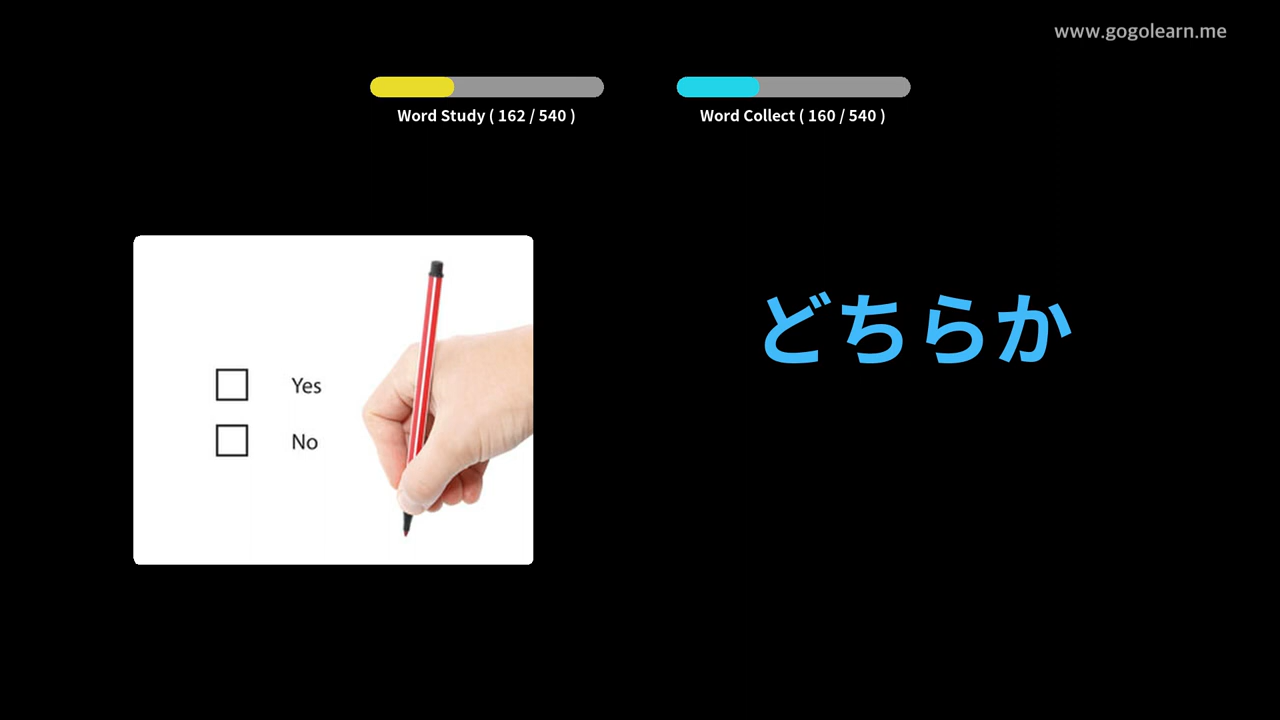 www.gogolearn.me
Word Study ( 162 / 540 )
Word Collect ( 160 / 540 )
どちらか
Yes
No